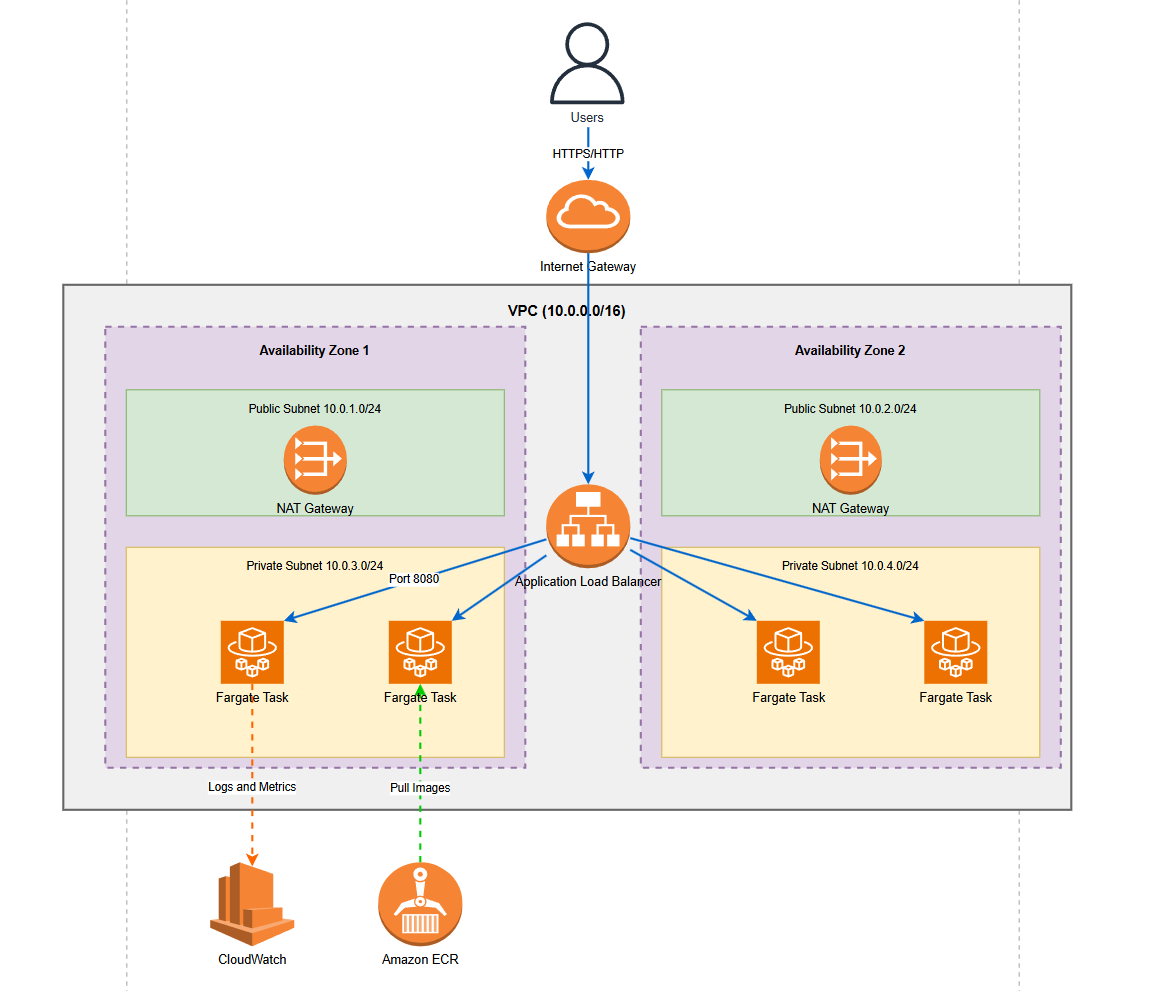 Users
HTTPS/HTTP
Internet Gateway
VPC (10.0.0.0/16)
Availability Zone 1
Availability Zone 2
Public Subnet 10.0.1.0/24
Public Subnet 10.0.2.0/24
NAT Gateway
NAT Gateway
Private Subnet 10.0.3.0/24
Private Subnet 10.0.4.0/24
Port 8080
Application Load Balancer
Fargate Task
Fargate Task
Fargate Task
Fargate Task
Logs and Metrics
Pull Images
CloudWatch
Amazon ECR